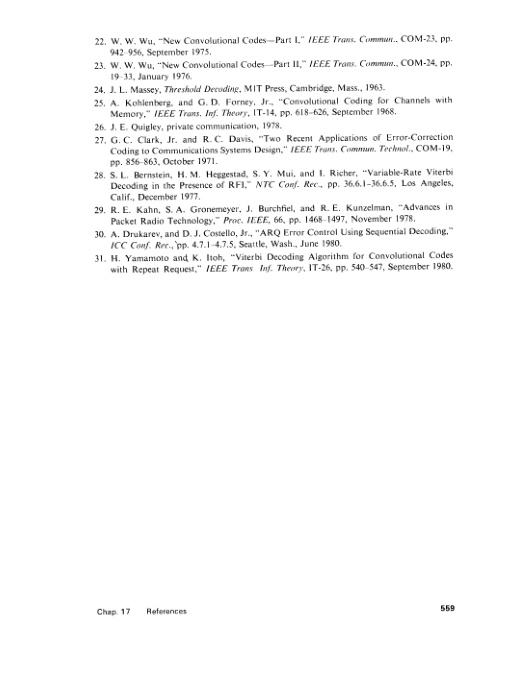 22. W. W. Wu, "New Convolutional Codes—Part I," IEEE Trans. Commun., COM-23, pp.
942–956, September 1975.
23. W. W. Wu, "New Convolutional Codes—Part II," IEEE Trans. Commun., COM-24, pp.
19–33, January 1976.
24. J. L. Massey, Threshold Decoding, MIT Press, Cambridge, Mass., 1963.
25. A. Kohlenberg, and G. D. Forney, Jr., "Convolutional Coding for Channels with
Memory," IEEE Trans. Inf. Theory, IT-14, pp. 618–626, September 1968.
26. J. E. Quigley, private communication, 1978.
27. G. C. Clark, Jr. and R. C. Davis, "Two Recent Applications of Error-Correction
Coding to Communications Systems Design," IEEE Trans. Commun. Technol., COM-19,
pp. 856–863, October 1971.
28. S. L. Bernstein, H. M. Heggestad, S. Y. Mui, and I. Richer, "Variable-Rate Viterbi
Decoding in the Presence of RFI," NTC Conf. Rec., pp. 36.6.1–36.6.5, Los Angeles,
Calif., December 1977.
29. R. E. Kahn, S. A. Gronemeyer, J. Burchfiel, and R. E. Kunzelman, "Advances in
Packet Radio Technology," Proc. IEEE, 66, pp. 1468–1497, November 1978.
30. A. Drukarev, and D. J. Costello, Jr., "ARQ Error Control Using Sequential Decoding,"
ICC Conf. Rec., pp. 4.7.1–4.7.5, Seattle, Wash., June 1980.
31. H. Yamamoto and K. Itoh, "Viterbi Decoding Algorithm for Convolutional Codes
with Repeat Request," IEEE Trans. Inf. Theory, IT-26, pp. 540–547, September 1980.
Chap. 17 References 559